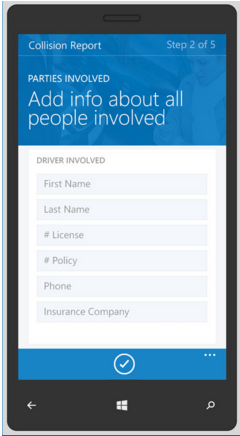 Collision Report
Step 2 of 5
PARTIES INVOLVED
Add info about all
people involved
DRIVER INVOLVED
First Name
Last Name
# License
# Policy
Phone
Insurance Company